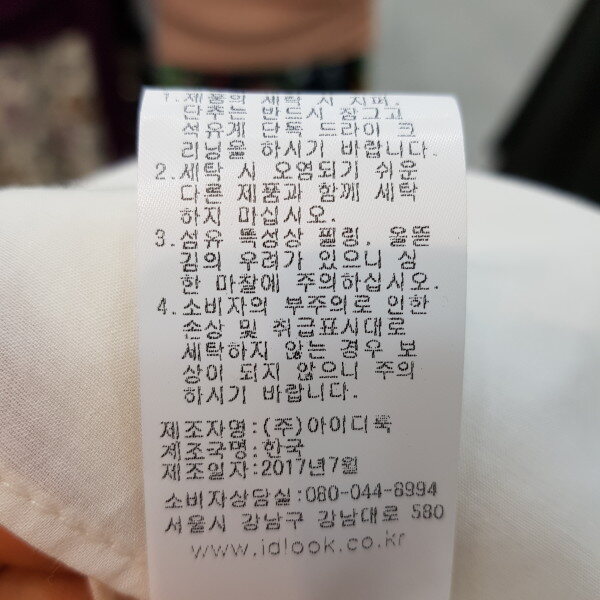 1.제품의 세탁 시 지퍼,
단추는 반드시 잠그고
석유계 단독 드라이 크
리닝을 하시기 바랍니다.
2.세탁 시 오염되기 쉬운
다른 제품과 함께 세탁
하지 마십시오.
3.섬유 특성상 필링, 올뜯
김의 우려가 있으니 심
한 마찰에 주의하십시오.
4.소비자의 부주의로 인한
손상 및 취급표시대로
세탁하지 않는 경우 보
상이 되지 않으니 주의
하시기 바랍니다.
제조자명:(주)아이디룩
제조국명:한국
제조일자:2017년7월
소비자상담실:080-044-8994
서울시 강남구 강남대로 580
www.idlook.co.kr